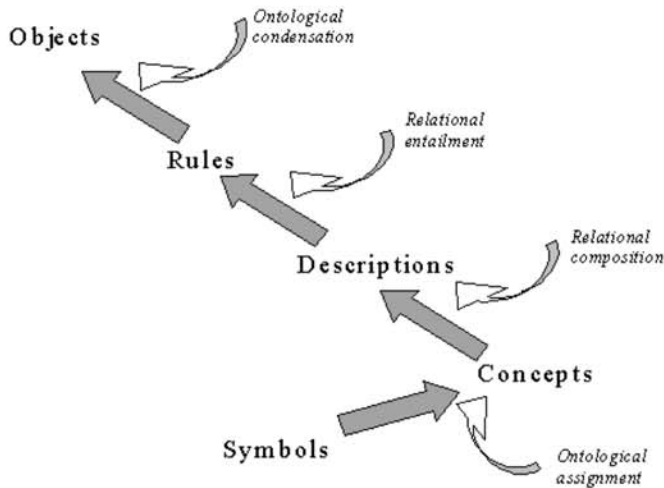 Ontological
condensation
Objects
Relational
entailment
Rules
Relational
composition
Descriptions
Concepts
Symbols
Ontological
assignment